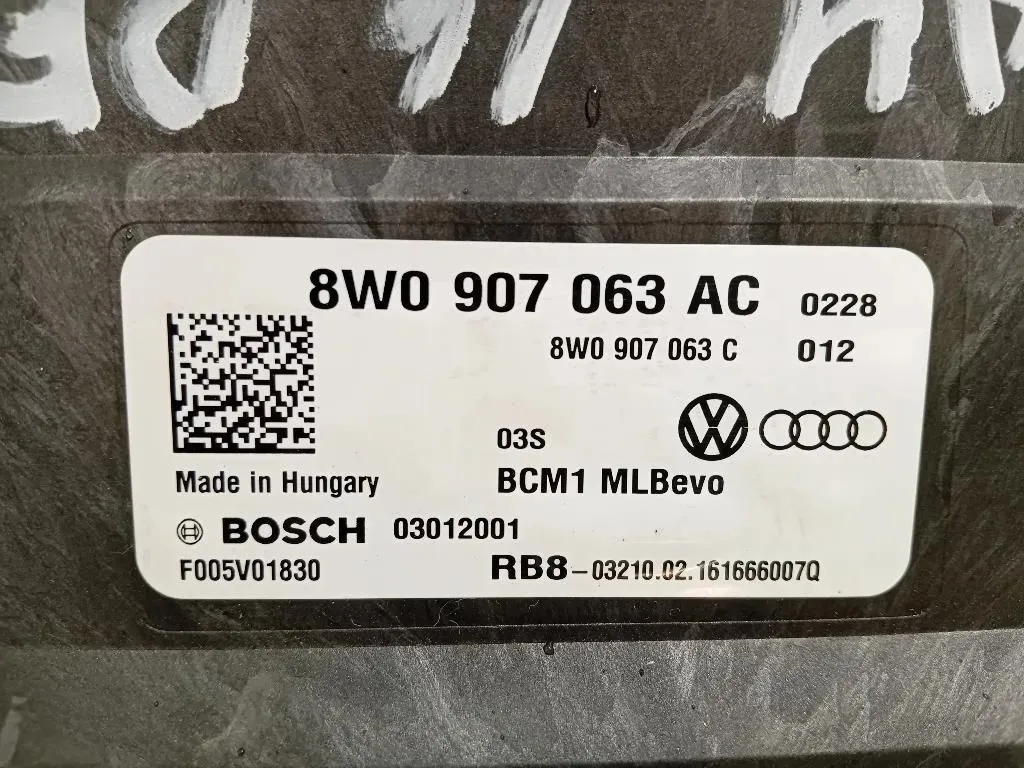 8W0 907 063 AC 0228
8W0 907 063 C 012
03S
Made in Hungary
BCM1 MLBevo
BOSCH 03012001
F005V01830
RB8-03210.02.161666007Q